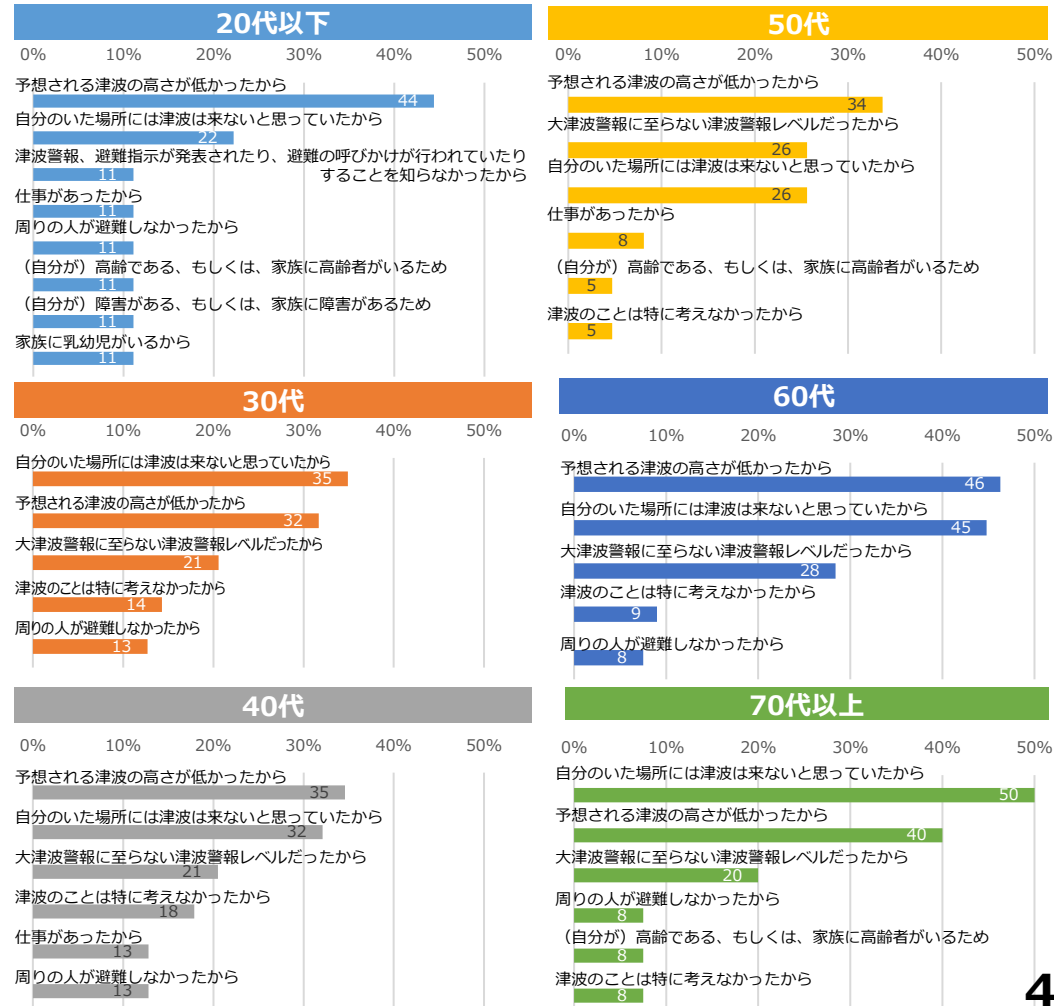 20代以下
0% 10% 20% 30% 40% 50%
予想される津波の高さが低かったから
44
自分のいた場所には津波は来ないと思っていたから
22
津波警報、避難指示が発表されたり、避難の呼びかけが行われていたり
することを知らなかったから
11
仕事があったから
11
周りの人が避難しなかったから
11
（自分が）高齢である、もしくは、家族に高齢者がいるため
11
（自分が）障害がある、もしくは、家族に障害があるため
11
家族に乳幼児がいるから
11
30代
0% 10% 20% 30% 40% 50%
自分のいた場所には津波は来ないと思っていたから
35
予想される津波の高さが低かったから
32
大津波警報に至らない津波警報レベルだったから
21
津波のことは特に考えなかったから
14
周りの人が避難しなかったから
13
40代
0% 10% 20% 30% 40% 50%
予想される津波の高さが低かったから
35
自分のいた場所には津波は来ないと思っていたから
32
大津波警報に至らない津波警報レベルだったから
21
津波のことは特に考えなかったから
18
仕事があったから
13
周りの人が避難しなかったから
13
50代
0% 10% 20% 30% 40% 50%
予想される津波の高さが低かったから
34
大津波警報に至らない津波警報レベルだったから
26
自分のいた場所には津波は来ないと思っていたから
26
仕事があったから
8
（自分が）高齢である、もしくは、家族に高齢者がいるため
5
津波のことは特に考えなかったから
5
60代
0% 10% 20% 30% 40% 50%
予想される津波の高さが低かったから
46
自分のいた場所には津波は来ないと思っていたから
45
大津波警報に至らない津波警報レベルだったから
28
津波のことは特に考えなかったから
9
周りの人が避難しなかったから
8
70代以上
0% 10% 20% 30% 40% 50%
自分のいた場所には津波は来ないと思っていたから
50
予想される津波の高さが低かったから
40
大津波警報に至らない津波警報レベルだったから
20
周りの人が避難しなかったから
8
（自分が）高齢である、もしくは、家族に高齢者がいるため
8
津波のことは特に考えなかったから
8
4